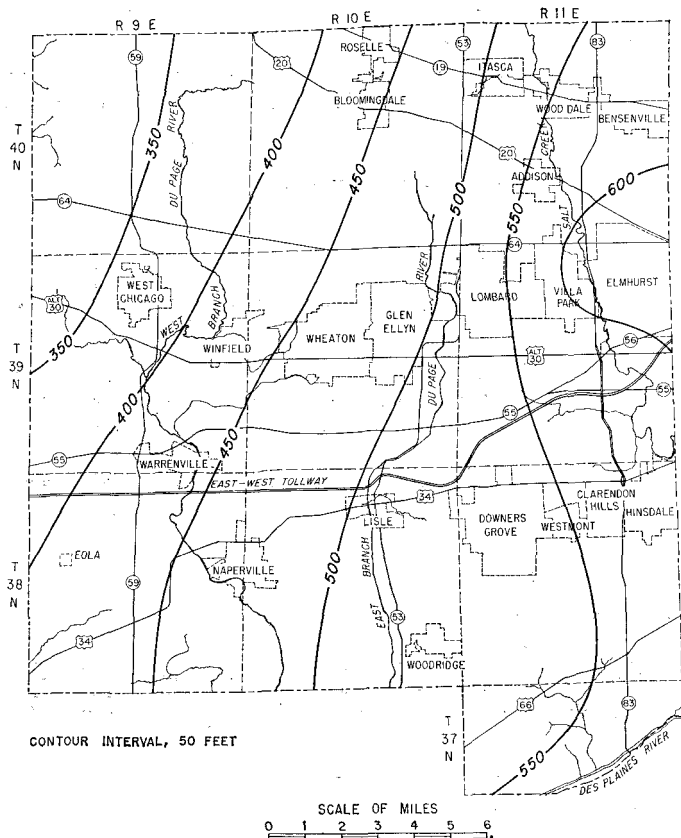 R 9 E
R 10 E
R 11 E
59
53
83
ROSELLE
20
19
ITASCA
BLOOMINGDALE
WOOD DALE
BENSENVILLE
T
40
N
350
400
450
500
550
600
DU PAGE
RIVER
CREEK
20
ADDISON
64
64
SALT
WEST
CHICAGO
ALT
30
WEST
BRANCH
WINFIELD
WHEATON
GLEN
ELLYN
RIVER
LOMBARD
VILLA
PARK
ELMHURST
T
39
N
350
400
450
DU PAGE
ALT
30
56
55
55
55
WARRENVILLE
EAST-WEST TOLLWAY
34
CLARENDON
HILLS
HINSDALE
LISLE
DOWNERS
GROVE
WESTMONT
500
EOLA
T
38
N
59
NAPERVILLE
BRANCH
EAST
53
34
WOODRIDGE
66
83
T
37
N
550
DES PLAINES RIVER
CONTOUR INTERVAL, 50 FEET
SCALE OF MILES
0 1 2 3 4 5 6